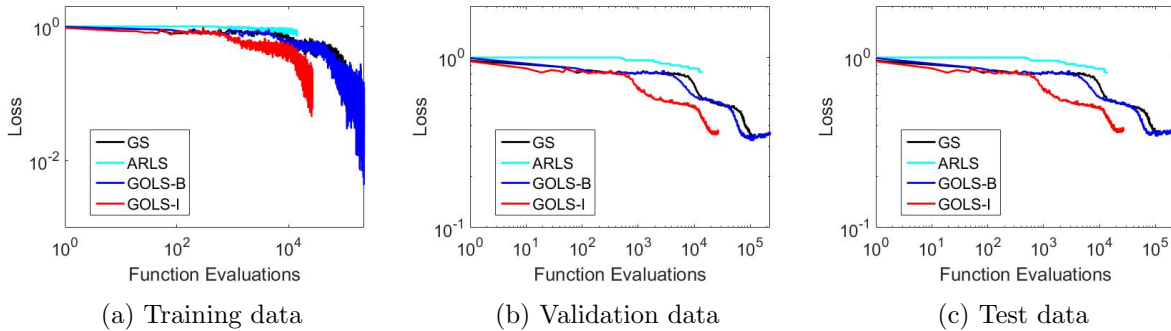 10^0
10^-2
Loss
GS
ARLS
GOLS-B
GOLS-I
10^0 10^2 10^4
Function Evaluations
(a) Training data
10^0
10^-1
Loss
GS
ARLS
GOLS-B
GOLS-I
10^0 10^1 10^2 10^3 10^4 10^5
Function Evaluations
(b) Validation data
10^0
10^-1
Loss
GS
ARLS
GOLS-B
GOLS-I
10^0 10^1 10^2 10^3 10^4 10^5
Function Evaluations
(c) Test data